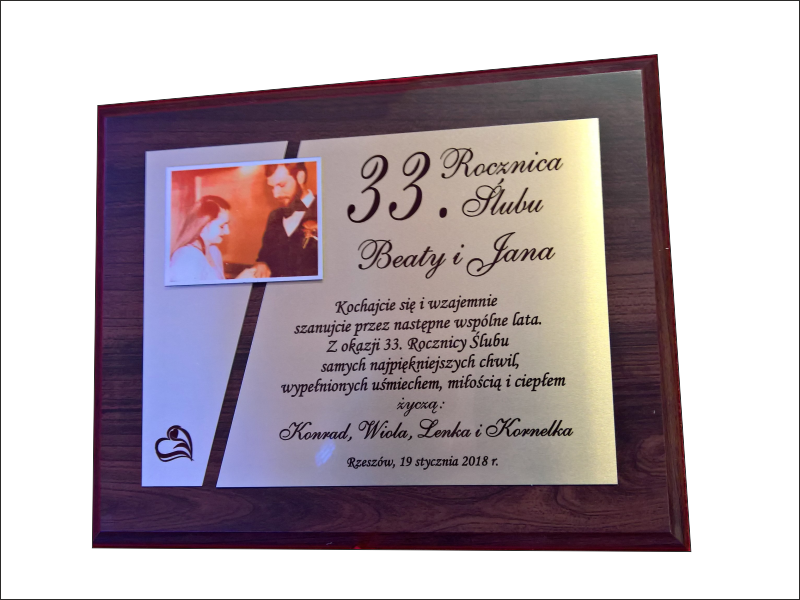 33. Rocznica
Ślubu
Beaty i Jana
Kochajcie się i wzajemnie
szanujcie przez następne wspólne lata.
Z okazji 33. Rocznicy Ślubu
samych najpiękniejszych chwil,
wypełnionych uśmiechem, miłością i ciepłem
życzą:
Konrad, Wiola, Lenka i Kornelka
Rzeszów, 19 stycznia 2018 r.